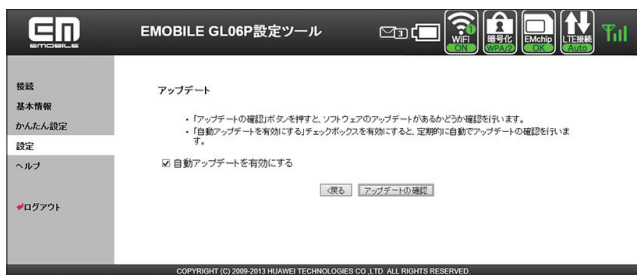 EM
EMOBILE
EMOBILE GL06P設定ツール
3
WiFi
ON
暗号化
WPA/2
EMchip
OK
LTE接続
Auto
接続
基本情報
かんたん設定
設定
ヘルプ
ログアウト
アップデート
・「アップデートの確認」ボタンを押すと、ソフトウェアのアップデートがあるかどうか確認を行います。
・「自動アップデートを有効にする」チェックボックスを有効にすると、定期的に自動でアップデートの確認を行いま
す。
自動アップデートを有効にする
<戻る
アップデートの確認
COPYRIGHT (C) 2009-2013 HUAWEI TECHNOLOGIES CO.,LTD. ALL RIGHTS RESERVED.